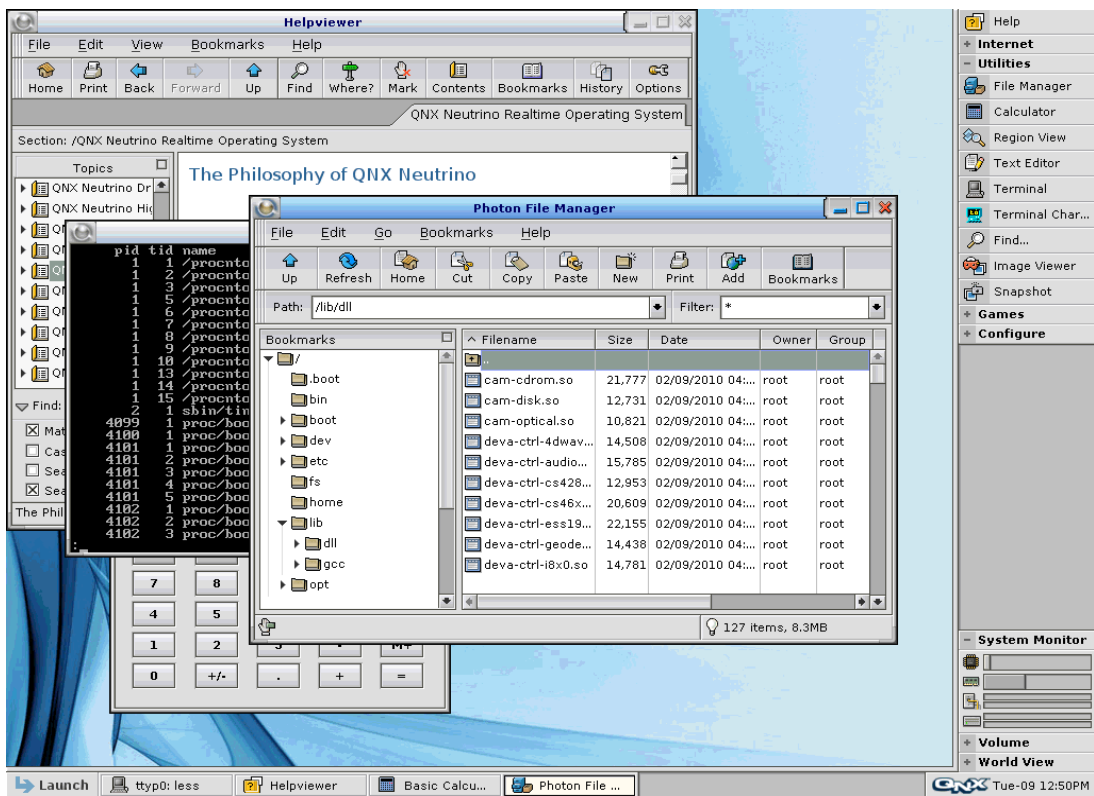 Helpviewer
File Edit View Bookmarks Help
Home Print Back Forward Up Find Where? Mark Contents Bookmarks History Options
QNX Neutrino Realtime Operating System
Section: /QNX Neutrino Realtime Operating System
Topics
QNX Neutrino Dr
QNX Neutrino Hig
The Philosophy of QNX Neutrino
Find:
The Phil
pid tid name
1 1 /procnto
1 2 /procnto
1 3 /procnto
1 5 /procnto
1 6 /procnto
1 7 /procnto
1 8 /procnto
1 9 /procnto
1 10 /procnto
1 13 /procnto
1 14 /procnto
1 15 /procnto
2 1 sbin/tin
4099 1 proc/boo
4100 1 proc/boo
4101 1 proc/boo
4101 2 proc/boo
4101 3 proc/boo
4101 4 proc/boo
4101 5 proc/boo
4102 1 proc/boo
4102 2 proc/boo
4102 3 proc/boo
:
Photon File Manager
File Edit Go Bookmarks Help
Up Refresh Home Cut Copy Paste New Print Add Bookmarks
Path: /lib/dll Filter: *
Bookmarks
/
.boot
bin
boot
dev
etc
fs
home
lib
dll
gcc
opt
Filename Size Date Owner Group
..
cam-cdrom.so 21,777 02/09/2010 04:... root root
cam-disk.so 12,731 02/09/2010 04:... root root
cam-optical.so 10,821 02/09/2010 04:... root root
deva-ctrl-4dwav... 14,508 02/09/2010 04:... root root
deva-ctrl-audio... 15,785 02/09/2010 04:... root root
deva-ctrl-cs428... 12,953 02/09/2010 04:... root root
deva-ctrl-cs46x... 20,609 02/09/2010 04:... root root
deva-ctrl-ess19... 22,155 02/09/2010 04:... root root
deva-ctrl-geode... 14,438 02/09/2010 04:... root root
deva-ctrl-i8x0.so 14,781 02/09/2010 04:... root root
127 items, 8.3MB
7 8
4 5
1 2
0 +/- . + =
Help
Internet
Utilities
File Manager
Calculator
Region View
Text Editor
Terminal
Terminal Char...
Find...
Image Viewer
Snapshot
Games
Configure
System Monitor
Volume
World View
Launch ttyp0: less Helpviewer Basic Calcu... Photon File ... QNX Tue-09 12:50PM